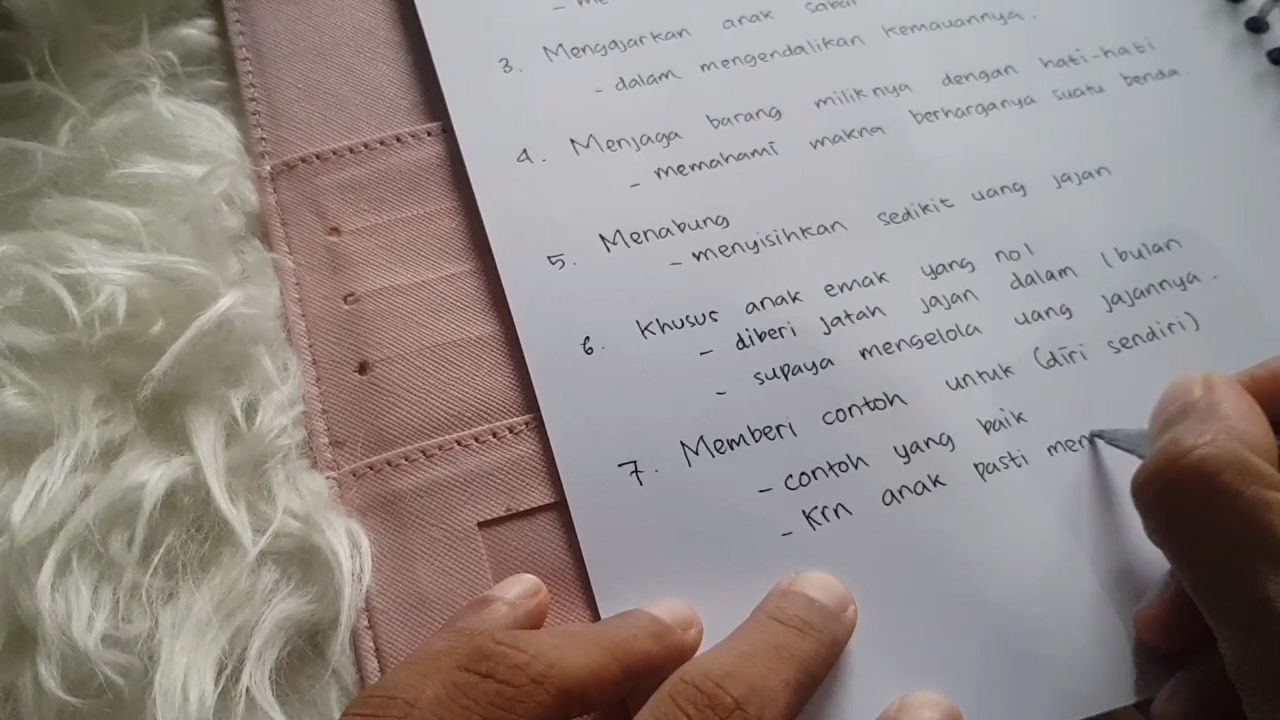 3. Mengajarkan anak sabar
- dalam mengendalikan kemauannya.
4. Menjaga barang miliknya dengan hati-hati
- memahami makna berharganya suatu benda.
5. Menabung
- menyisihkan sedikit uang jajan
6. Khusus anak emak yang no 1
- diberi jatah jajan dalam 1 bulan
- supaya mengelola uang jajannya.
7. Memberi contoh untuk (diri sendiri)
- contoh yang baik
- Krn anak pasti men